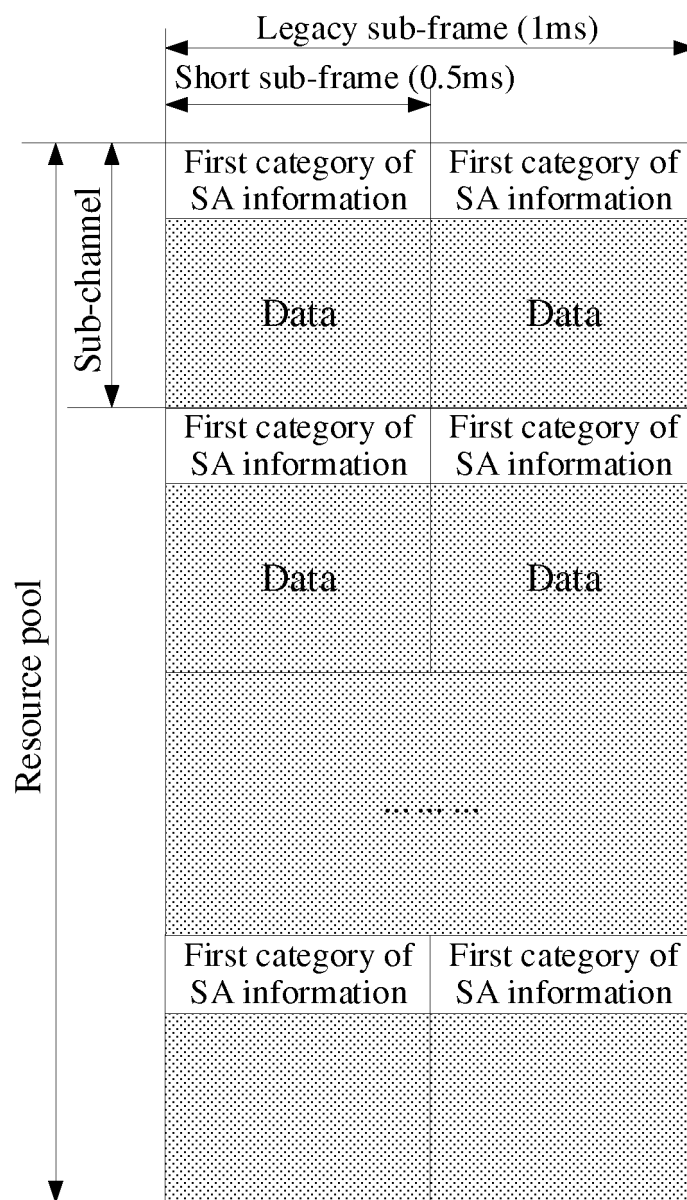 Legacy sub-frame (1ms)
Short sub-frame (0.5ms)
First category of
SA information
First category of
SA information
Sub-channel
Data
Data
First category of
SA information
First category of
SA information
Data
Data
Resource pool
... ... ...
First category of
SA information
First category of
SA information